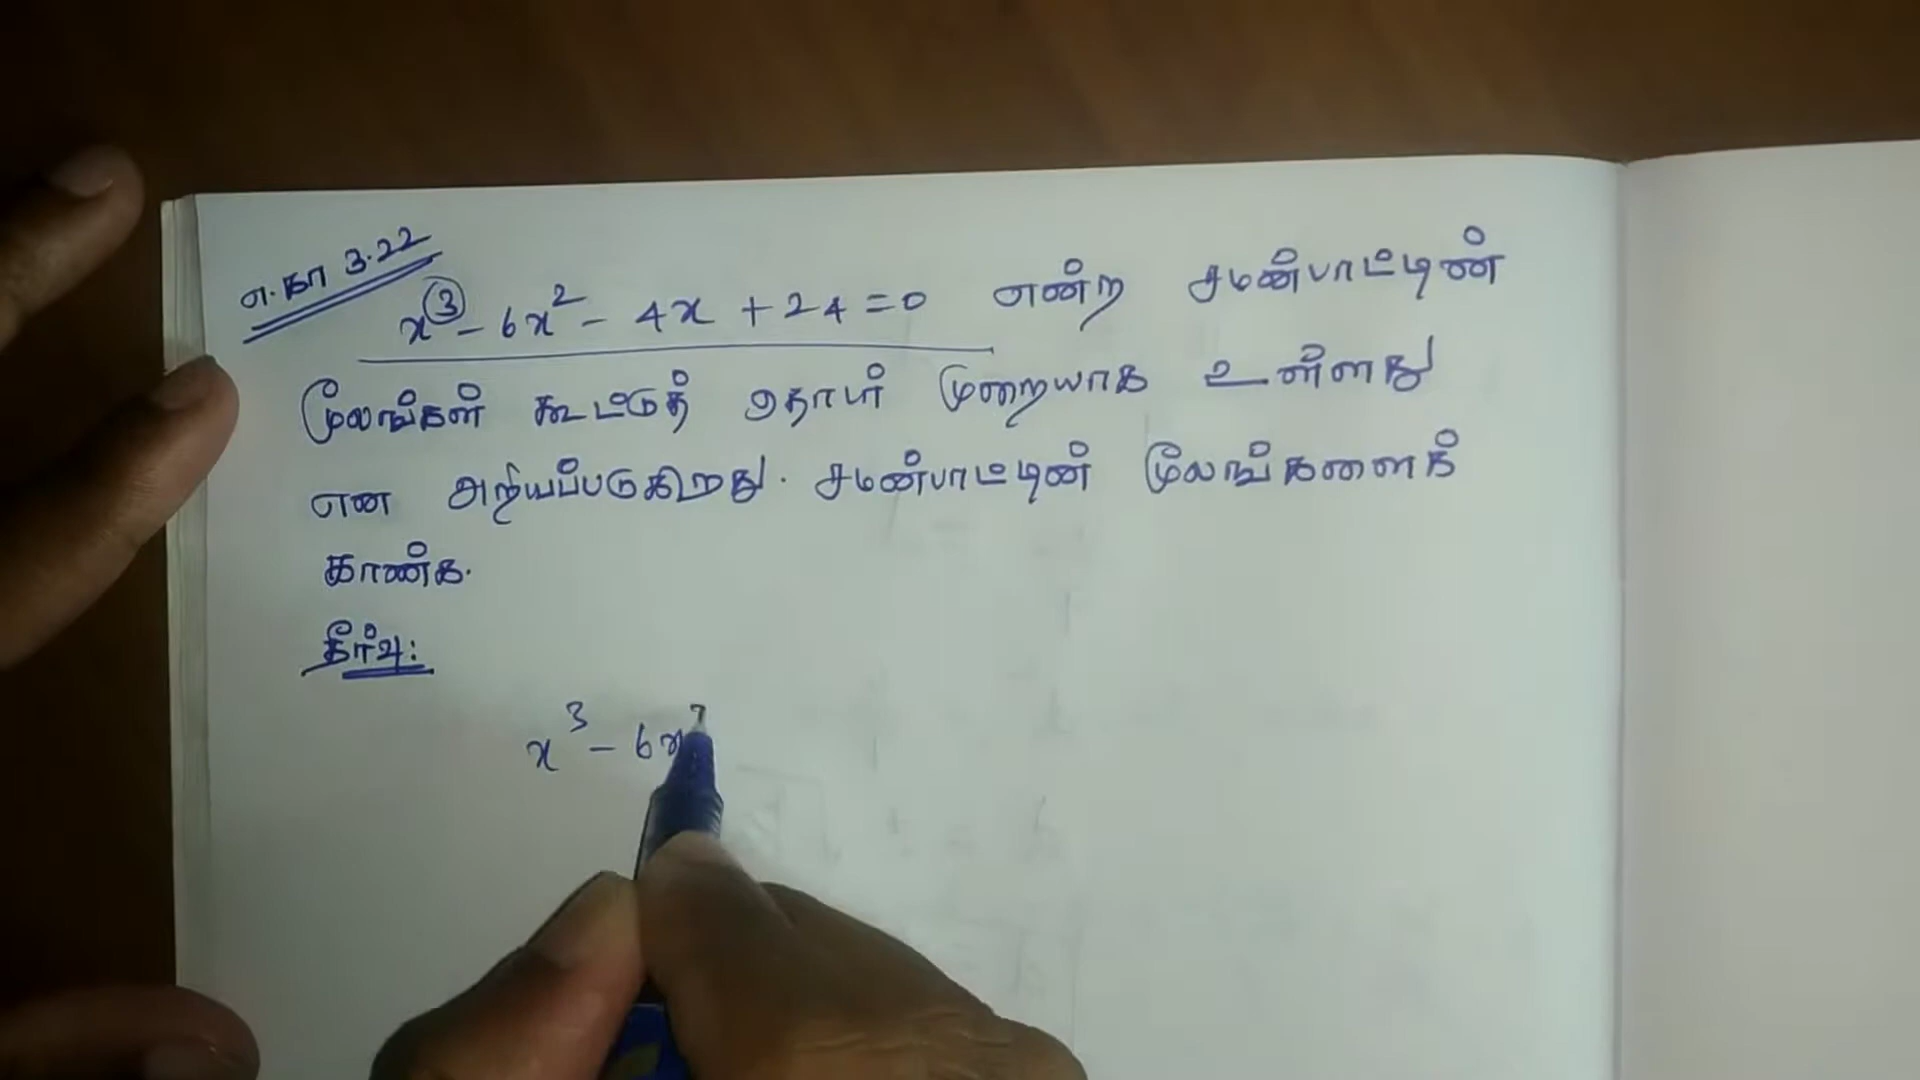 எ.கா 3.22
x³ - 6x² - 4x + 24 = 0 என்ற சமன்பாட்டின்
மூலங்கள் கூட்டுத் தொடர் முறையாக உள்ளது
என அறியப்படுகிறது. சமன்பாட்டின் மூலங்களைக்
காண்க.
தீர்வு:
x³ - 6x